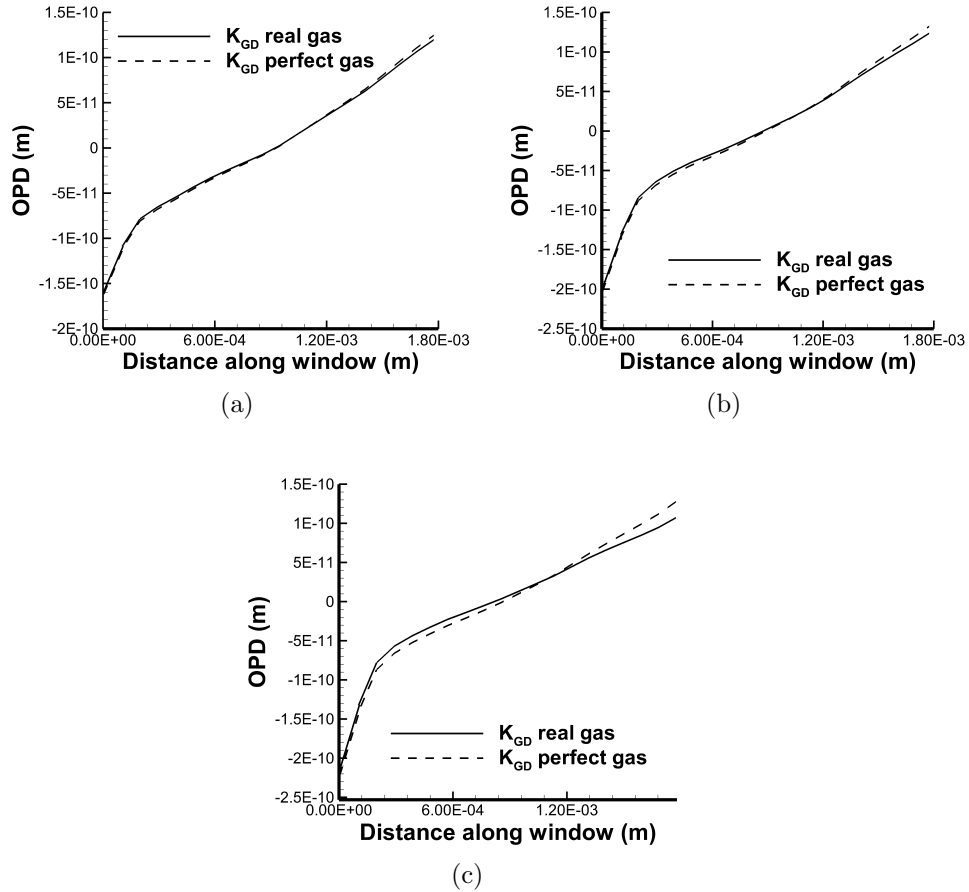 1.5E-10
1E-10
5E-11
0
-5E-11
-1E-10
-1.5E-10
-2E-10
OPD (m)
K_GD real gas
K_GD perfect gas
0.00E+00 6.00E-04 1.20E-03 1.80E-03
Distance along window (m)
(a)
1.5E-10
1E-10
5E-11
0
-5E-11
-1E-10
-1.5E-10
-2E-10
-2.5E-10
OPD (m)
K_GD real gas
K_GD perfect gas
0.00E+00 6.00E-04 1.20E-03 1.80E-03
Distance along window (m)
(b)
1.5E-10
1E-10
5E-11
0
-5E-11
-1E-10
-1.5E-10
-2E-10
-2.5E-10
OPD (m)
K_GD real gas
K_GD perfect gas
0.00E+00 6.00E-04 1.20E-03
Distance along window (m)
(c)